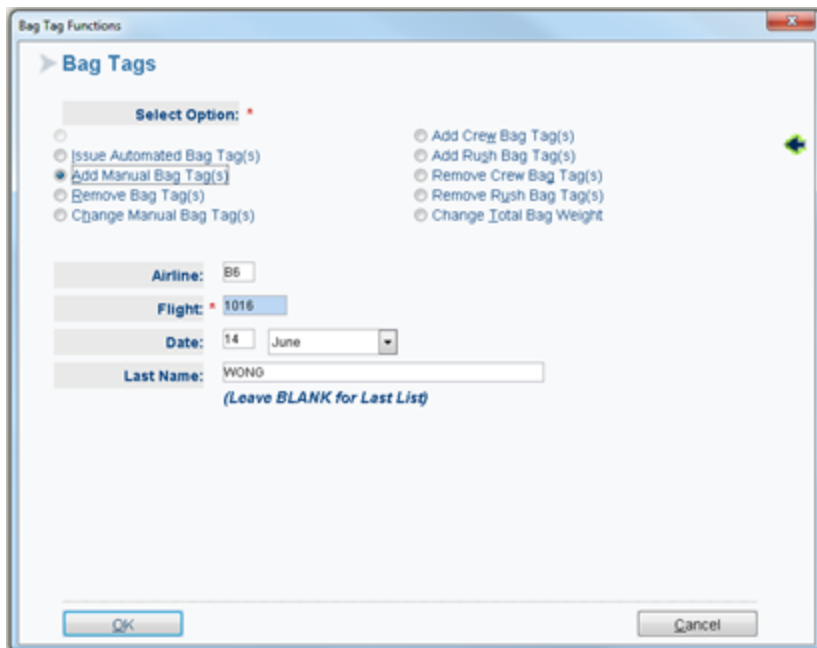 Bag Tag Functions
Bag Tags
Select Option: *
Issue Automated Bag Tag(s)
Add Manual Bag Tag(s)
Remove Bag Tag(s)
Change Manual Bag Tag(s)
Add Crew Bag Tag(s)
Add Rush Bag Tag(s)
Remove Crew Bag Tag(s)
Remove Rush Bag Tag(s)
Change Total Bag Weight
Airline: B6
Flight: * 1016
Date: 14 June
Last Name: WONG
(Leave BLANK for Last List)
OK Cancel